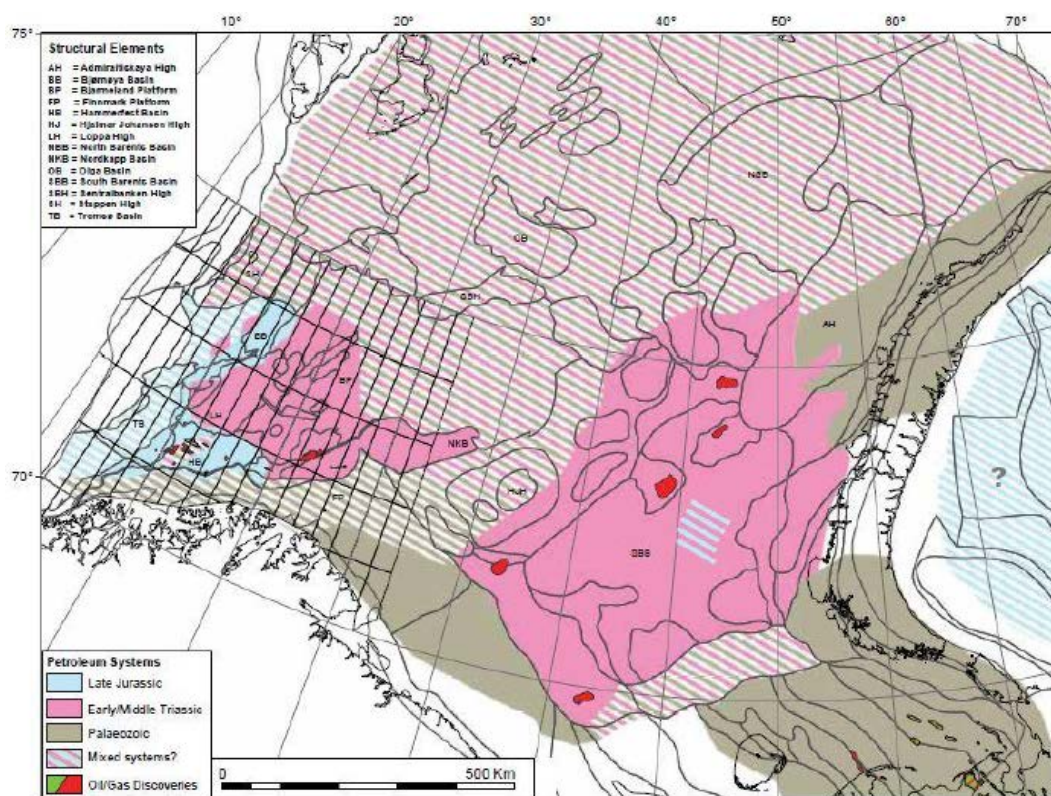 10° 20° 30° 40° 50° 60° 70°
75°
Structural Elements
AH = Admiralitiskaya High
BB = Bjørnøya Basin
BP = Bjarmeland Platform
FP = Finnmark Platform
HB = Hammerfest Basin
HJ = Hjalmar Johansen High
LH = Loppa High
NBB = North Barents Basin
NKB = Nordkapp Basin
OB = Olga Basin
SBB = South Barents Basin
SBH = Sentralbanken High
SH = Stappen High
TB = Tromsø Basin
NBB
OB
SH
SBH
BB
AH
BP
LH
TB
NKB
HB
70°
?
FP
HJH
SBB
Petroleum Systems
Late Jurassic
Early/Middle Triassic
Palaeozoic
Mixed systems?
Oil/Gas Discoveries
0 500 Km